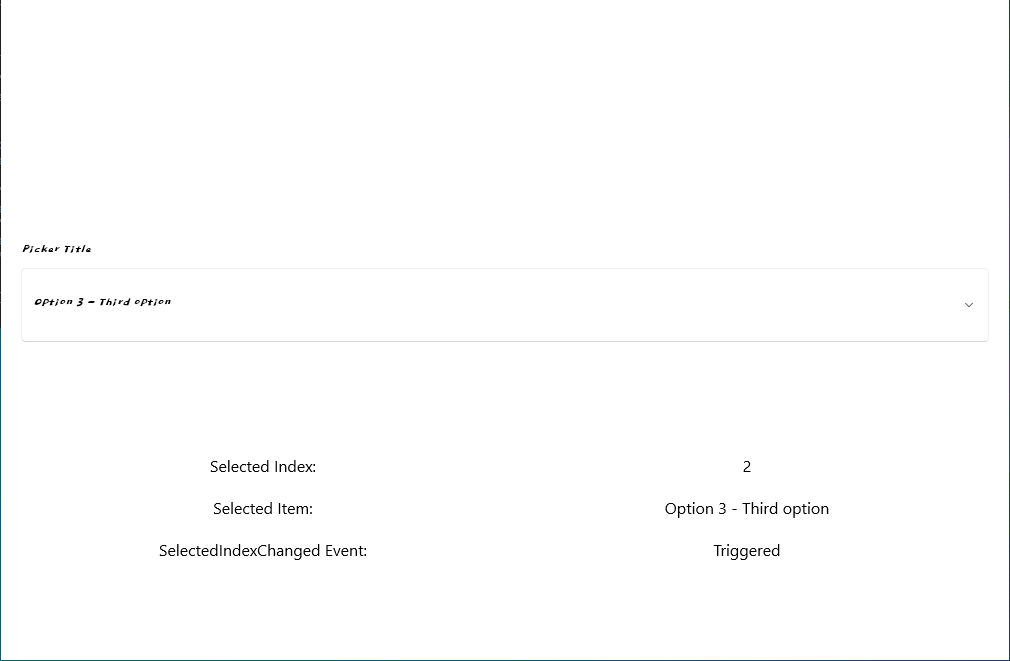 Picker Title
Option 3 - Third option
Selected Index: 2
Selected Item: Option 3 - Third option
SelectedIndexChanged Event: Triggered